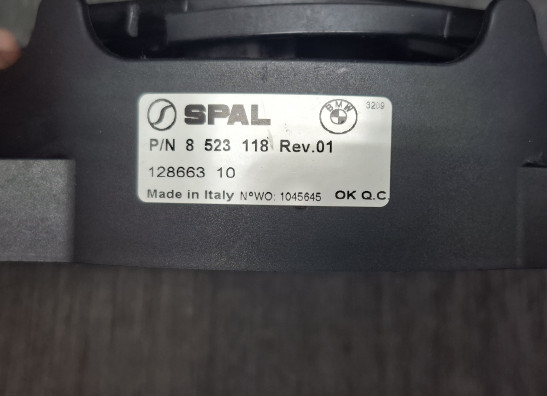 SPAL BMW 3209
P/N 8 523 118 Rev.01
128663 10
Made in Italy N°WO: 1045645 OK Q.C.